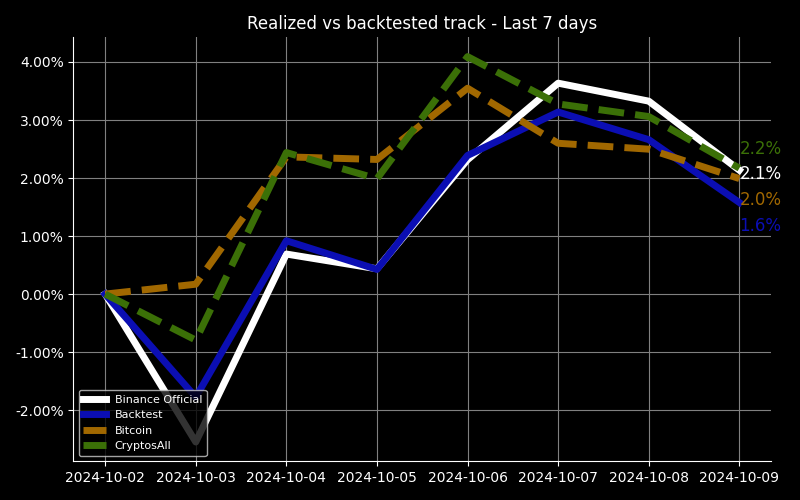 Realized vs backtested track - Last 7 days
4.00%
3.00%
2.00%
1.00%
0.00%
-1.00%
-2.00%
2.2%
2.1%
2.0%
1.6%
Binance Official
Backtest
Bitcoin
CryptosAll
2024-10-02 2024-10-03 2024-10-04 2024-10-05 2024-10-06 2024-10-07 2024-10-08 2024-10-09